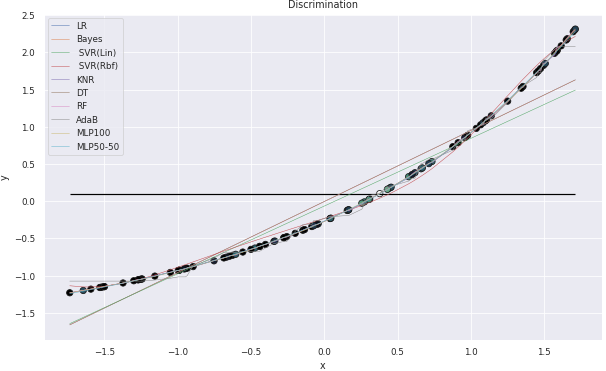 Discrimination
2.5
2.0
1.5
1.0
0.5
0.0
−0.5
−1.0
−1.5
y
LR
Bayes
SVR(Lin)
SVR(Rbf)
KNR
DT
RF
AdaB
MLP100
MLP50-50
−1.5 −1.0 −0.5 0.0 0.5 1.0 1.5
x